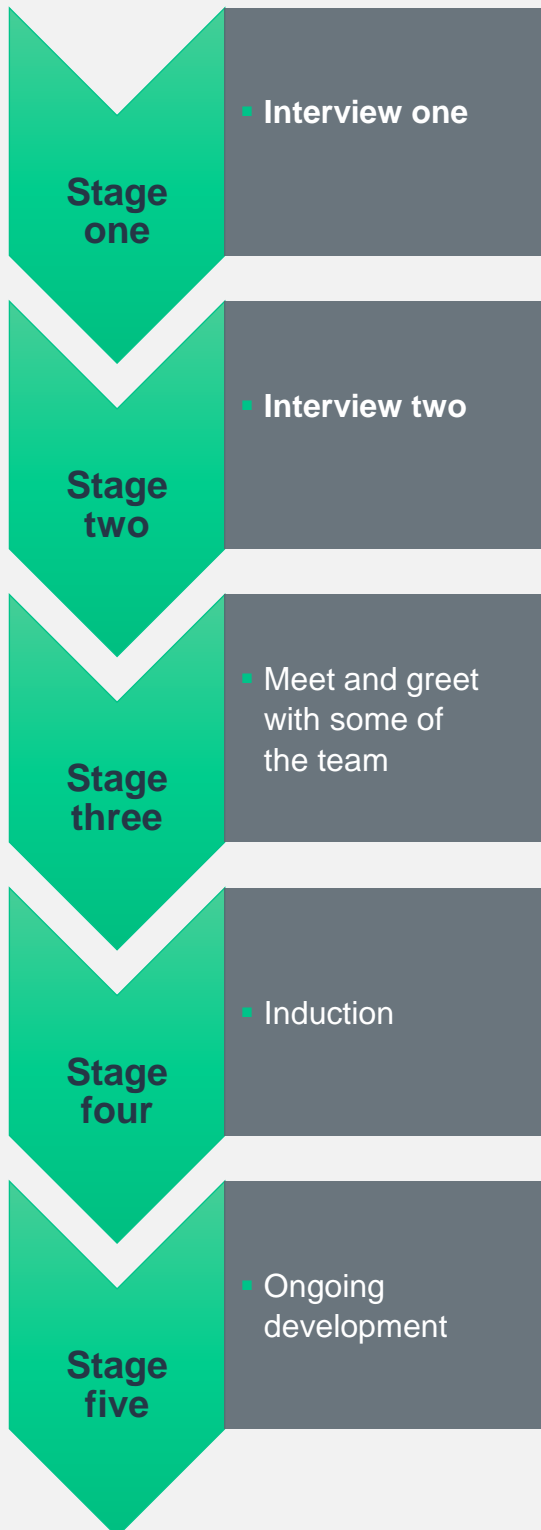 Stage
one
Interview one
Stage
two
Interview two
Stage
three
Meet and greet
with some of
the team
Stage
four
Induction
Stage
five
Ongoing
development